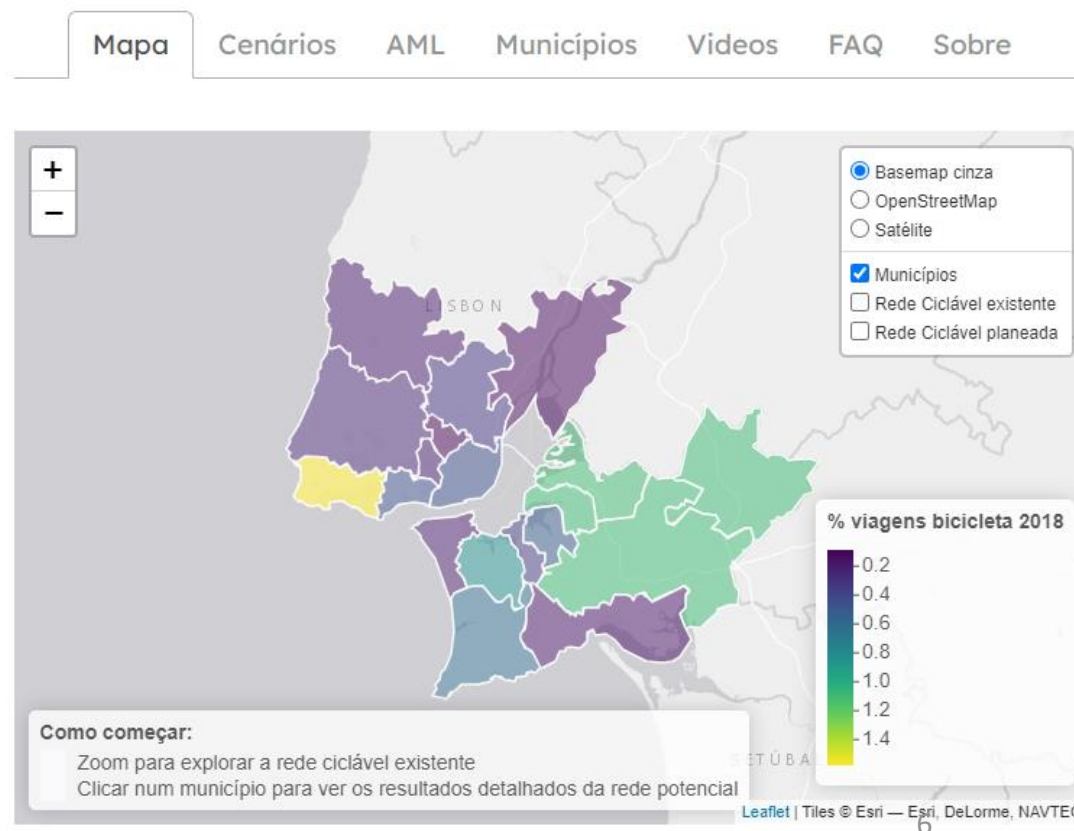 Mapa Cenários AML Municípios Videos FAQ Sobre
+
−
Basemap cinza
OpenStreetMap
Satélite
Municípios
Rede Ciclável existente
Rede Ciclável planeada
LISBON
% viagens bicicleta 2018
0.2
0.4
0.6
0.8
1.0
1.2
1.4
Como começar:
Zoom para explorar a rede ciclável existente
Clicar num município para ver os resultados detalhados da rede potencial
SETÚBA
Leaflet | Tiles © Esri — Esri, DeLorme, NAVTEQ
6